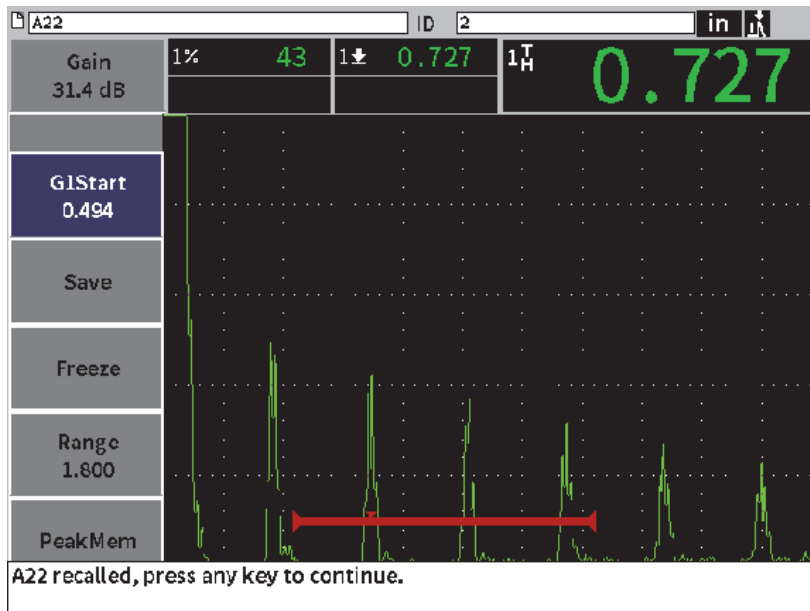 A22 ID 2 in
Gain
31.4 dB
1% 43 1 0.727 1TH 0.727
G1Start
0.494
Save
Freeze
Range
1.800
PeakMem
A22 recalled, press any key to continue.